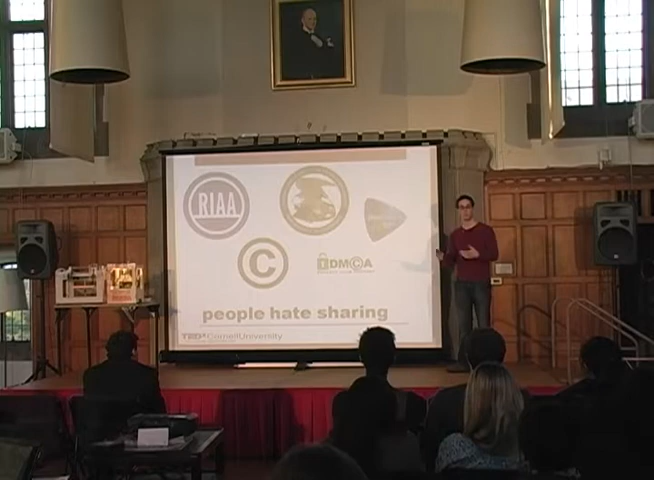 RIAA
C
DMCA
people hate sharing
TEDxCornellUniversity